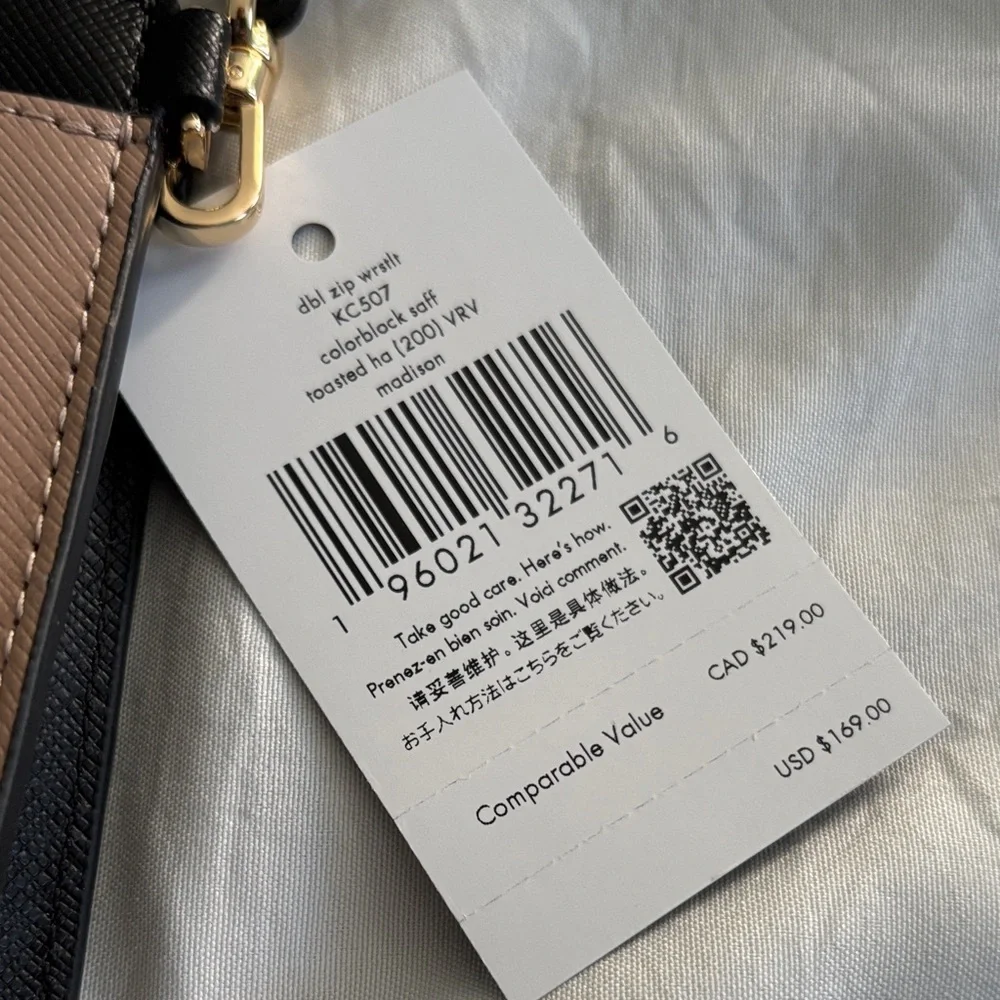 dbl zip wrstlt
KC507
colorblock saff
toasted ha (200) VRV
madison
1 96021 32271 6
Take good care. Here's how.
Prenez-en bien soin. Voici comment.
请妥善维护。这里是具体做法。
お手入れ方法はこちらをご覧ください。
CAD $219.00
Comparable Value
USD $169.00